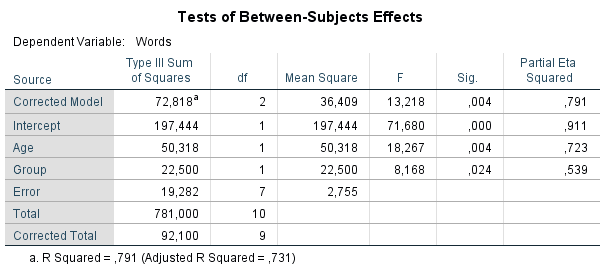 Tests of Between-Subjects Effects
Dependent Variable: Words
Source Type III Sum of Squares df Mean Square F Sig. Partial Eta Squared
Corrected Model 72,818a 2 36,409 13,218 ,004 ,791
Intercept 197,444 1 197,444 71,680 ,000 ,911
Age 50,318 1 50,318 18,267 ,004 ,723
Group 22,500 1 22,500 8,168 ,024 ,539
Error 19,282 7 2,755
Total 781,000 10
Corrected Total 92,100 9
a. R Squared = ,791 (Adjusted R Squared = ,731)